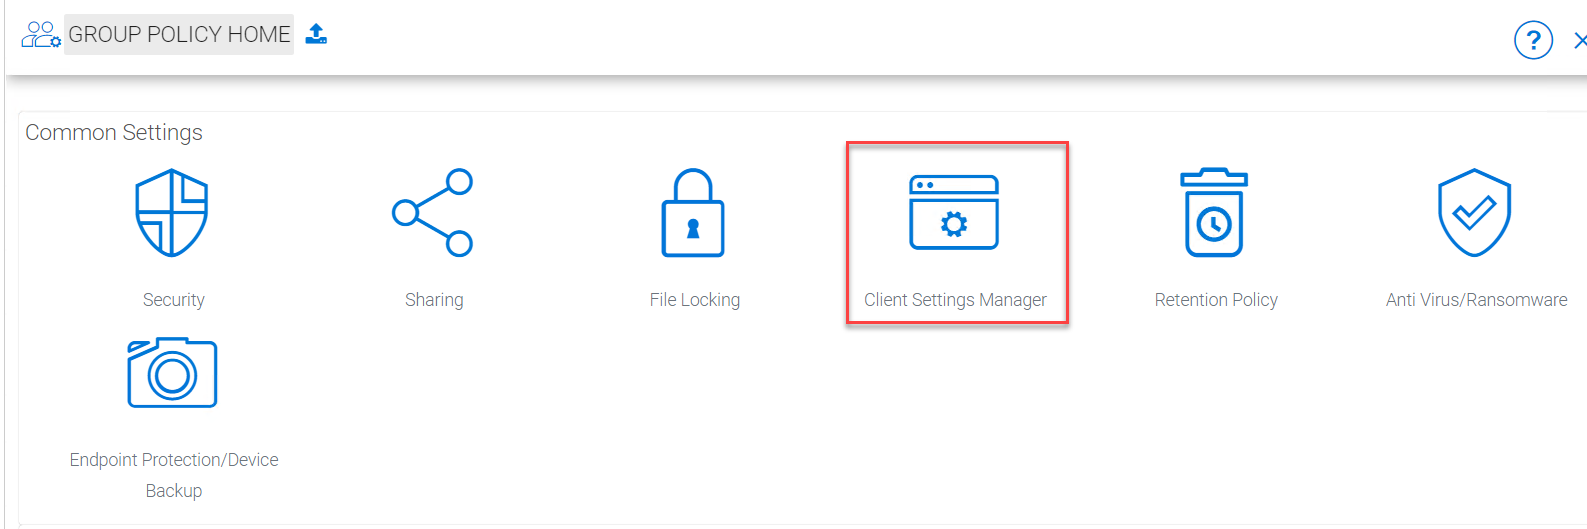 GROUP POLICY HOME
?
Common Settings
Security
Sharing
File Locking
Client Settings Manager
Retention Policy
Anti Virus/Ransomware
Endpoint Protection/Device
Backup